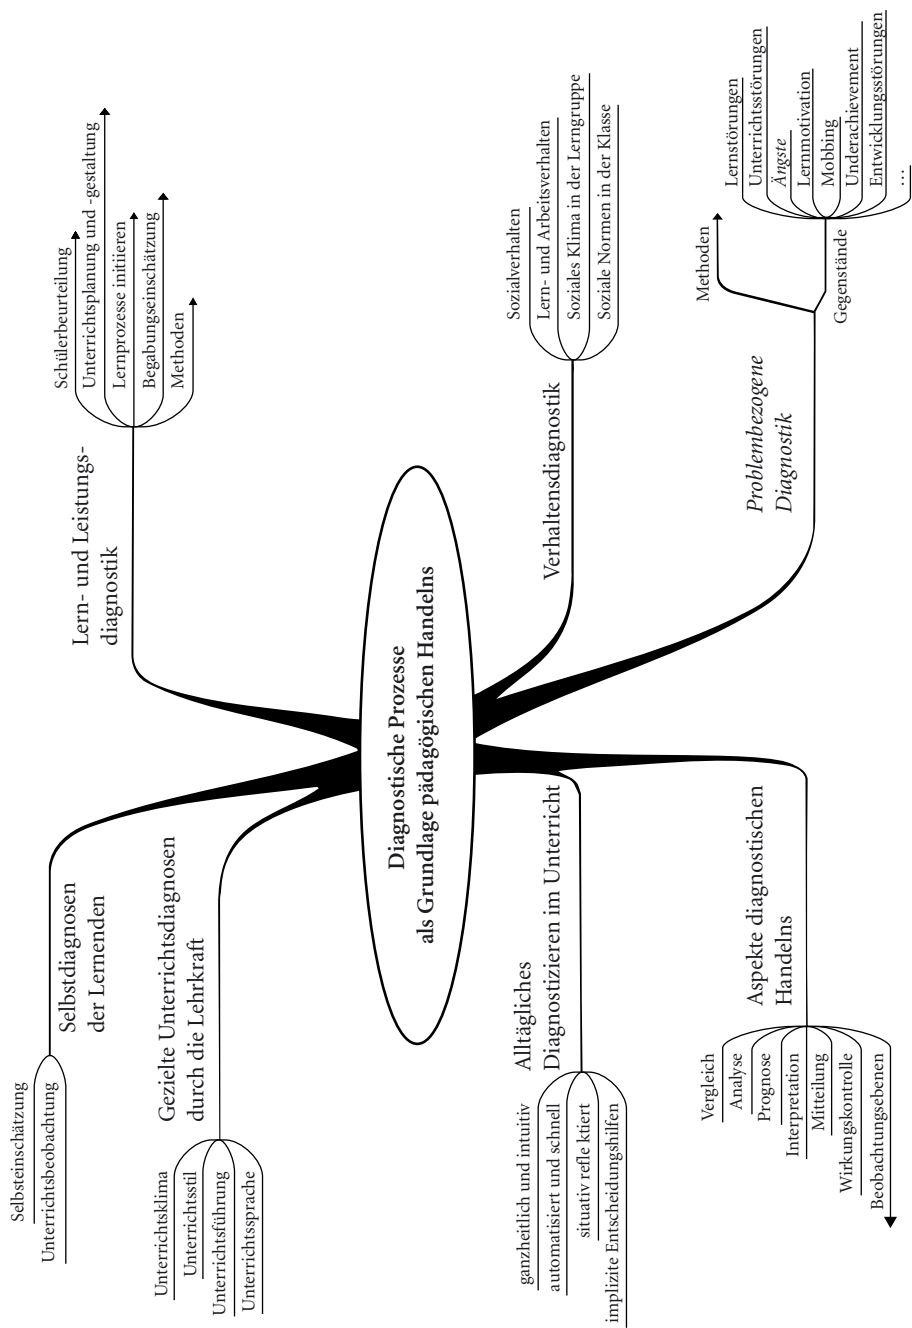 Diagnostische Prozesse
als Grundlage pädagögischen Handelns
Selbstdiagnosen
der Lernenden
Selbsteinschätzung
Unterrichtsbeobachtung
Gezielte Unterrichtsdiagnosen
durch die Lehrkraft
Unterrichtsklima
Unterrichtsstil
Unterrichtsführung
Unterrichtssprache
Alltägliches
Diagnostizieren im Unterricht
ganzheitlich und intuitiv
automatisiert und schnell
situativ refle ktiert
implizite Entscheidungshilfen
Aspekte diagnostischen
Handelns
Vergleich
Analyse
Prognose
Interpretation
Mitteilung
Wirkungskontrolle
Beobachtungsebenen
Lern- und Leistungs-
diagnostik
Schülerbeurteilung
Unterrichtsplanung und -gestaltung
Lernprozesse initiieren
Begabungseinschätzung
Methoden
Verhaltensdiagnostik
Sozialverhalten
Lern- und Arbeitsverhalten
Soziales Klima in der Lerngruppe
Soziale Normen in der Klasse
Problembezogene
Diagnostik
Methoden
Gegenstände
Lernstörungen
Unterrichtsstörungen
Ängste
Lernmotivation
Mobbing
Underachievement
Entwicklungsstörungen
…